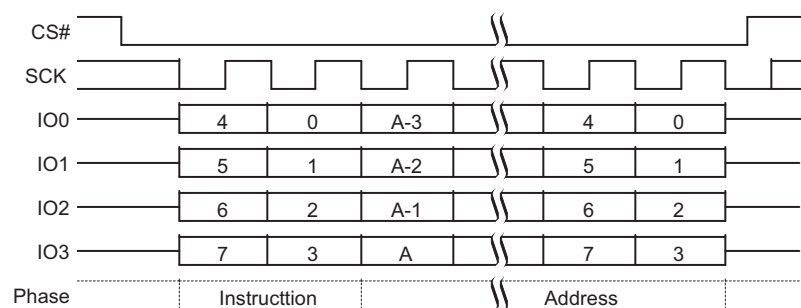 CS#
SCK
IO0 4 0 A-3 4 0
IO1 5 1 A-2 5 1
IO2 6 2 A-1 6 2
IO3 7 3 A 7 3
Phase Instructtion Address